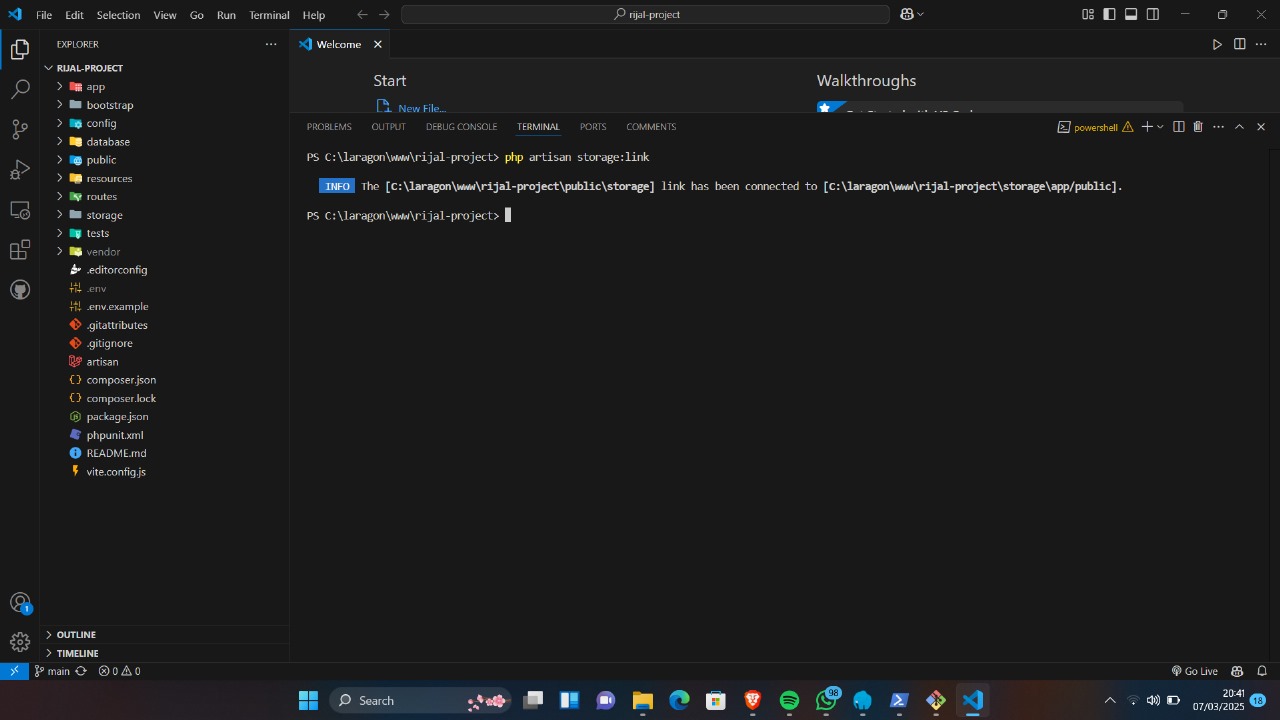 File Edit Selection View Go Run Terminal Help
rijal-project
EXPLORER
RIJAL-PROJECT
app
bootstrap
config
database
public
resources
routes
storage
tests
vendor
.editorconfig
.env
.env.example
.gitattributes
.gitignore
artisan
composer.json
composer.lock
package.json
phpunit.xml
README.md
vite.config.js
OUTLINE
TIMELINE
Welcome
Start
New File...
Walkthroughs
PROBLEMS OUTPUT DEBUG CONSOLE TERMINAL PORTS COMMENTS
powershell
PS C:\laragon\www\rijal-project> php artisan storage:link
INFO The [C:\laragon\www\rijal-project\public\storage] link has been connected to [C:\laragon\www\rijal-project\storage\app/public].
PS C:\laragon\www\rijal-project>
1
main 0 0
Go Live
Search
98
20:41
07/03/2025
18